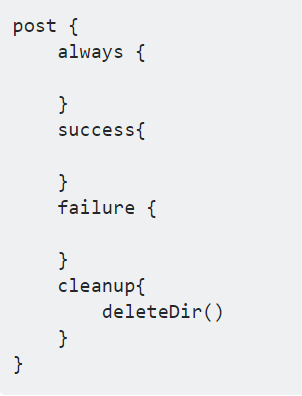 post {
    always {

    }
    success{

    }
    failure {

    }
    cleanup{
        deleteDir()
    }
}